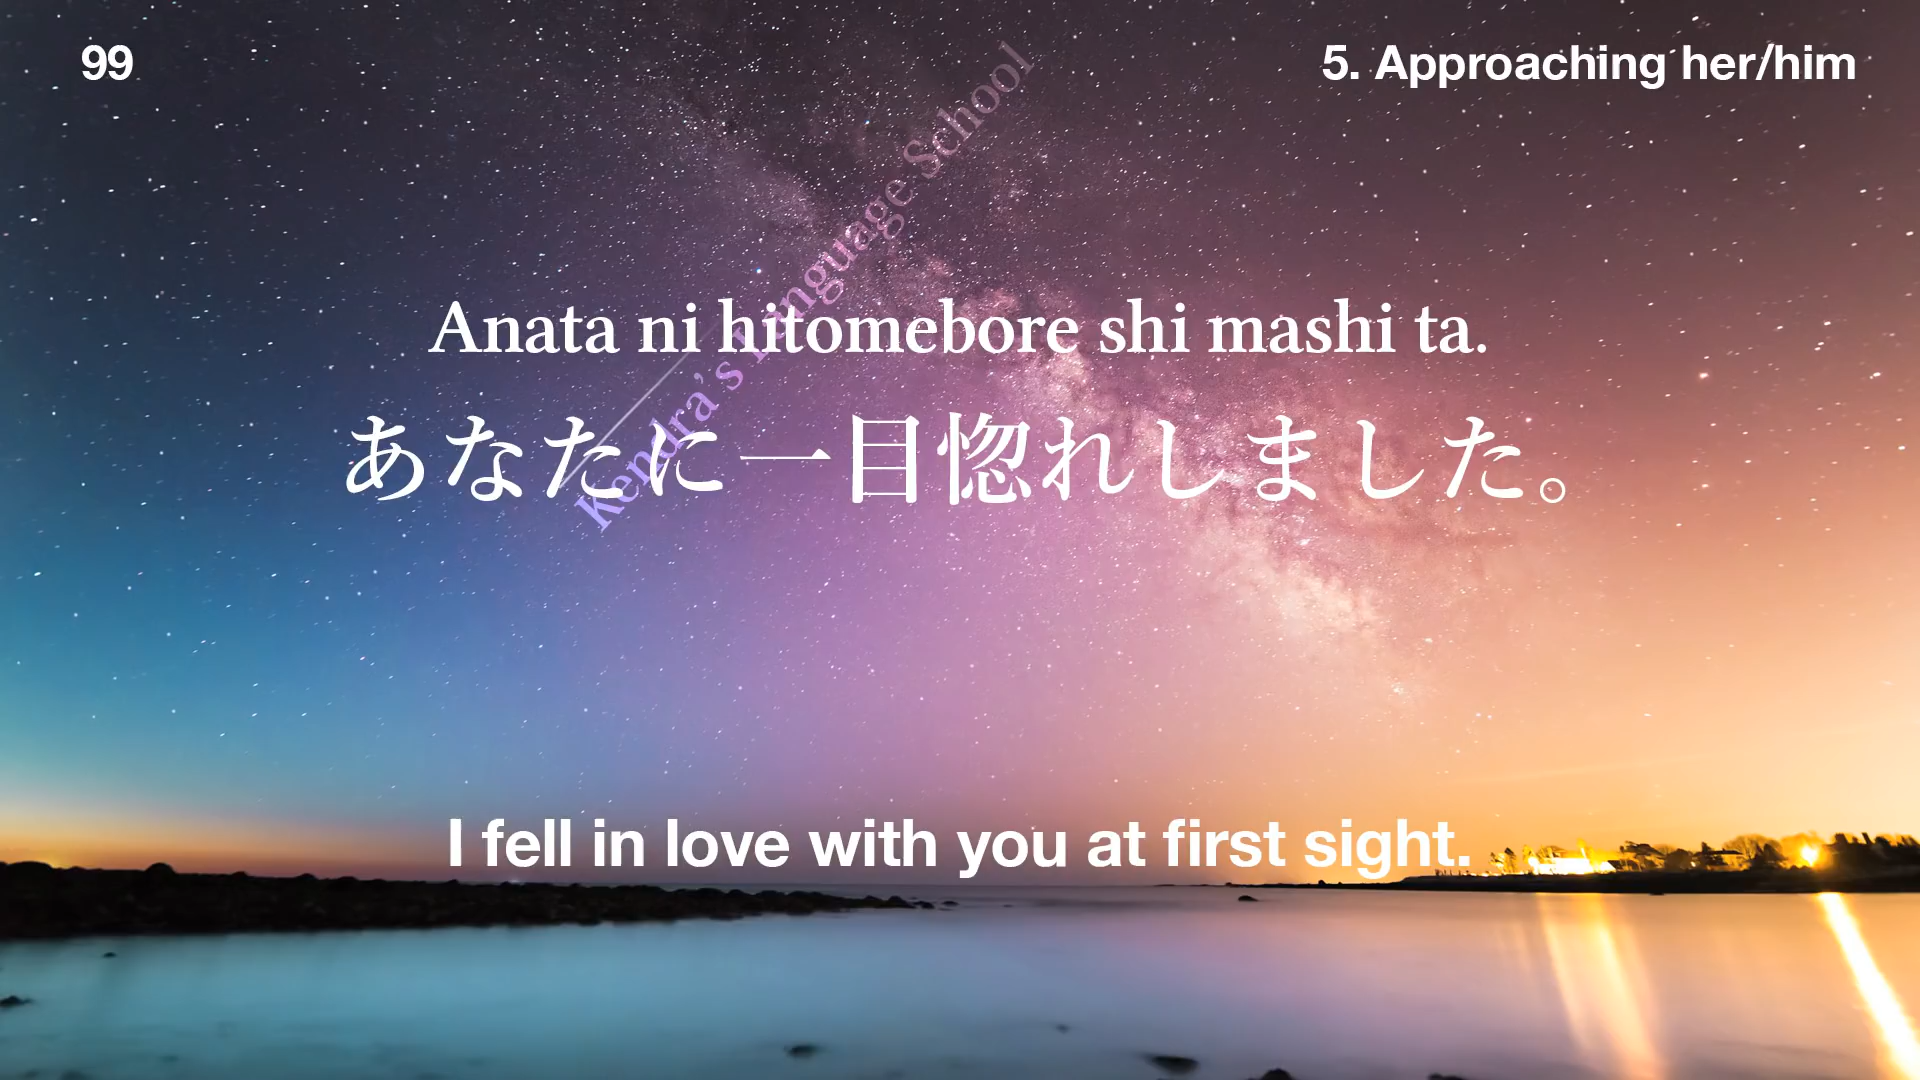 99
5. Approaching her/him
Kendra's Language School
Anata ni hitomebore shi mashi ta.
あなたに一目惚れしました。
I fell in love with you at first sight.